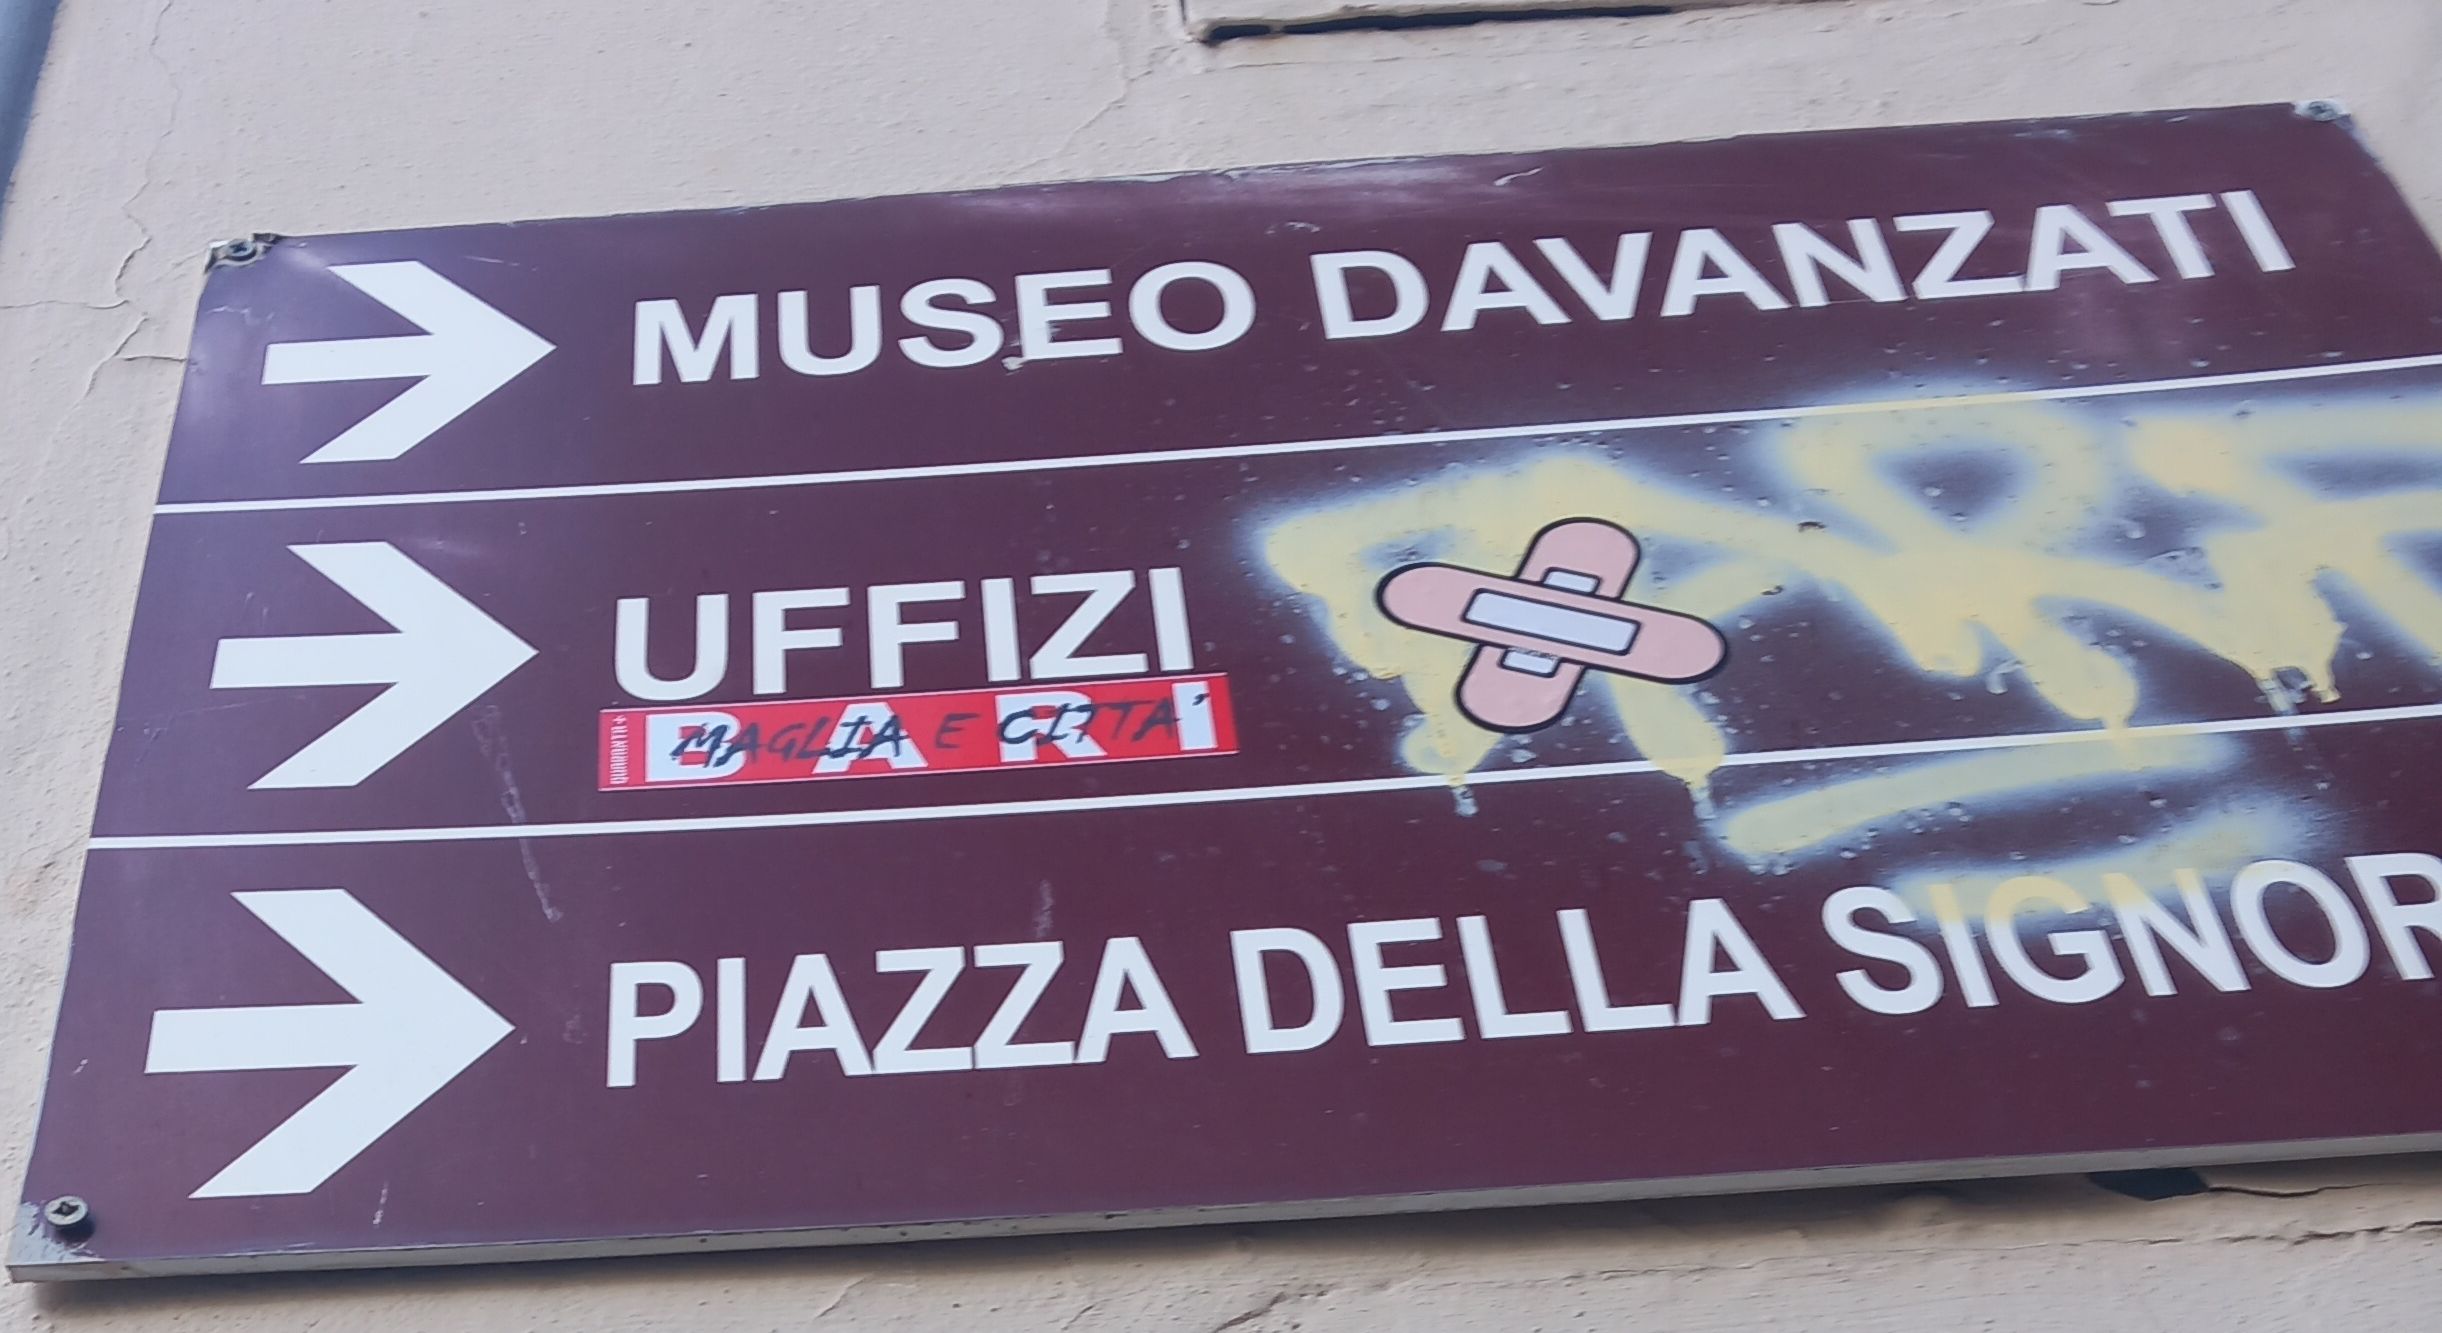 MUSEO DAVANZATI
UFFIZI
BARI
MAGLIA E CITTA'
PIAZZA DELLA SIGNOR